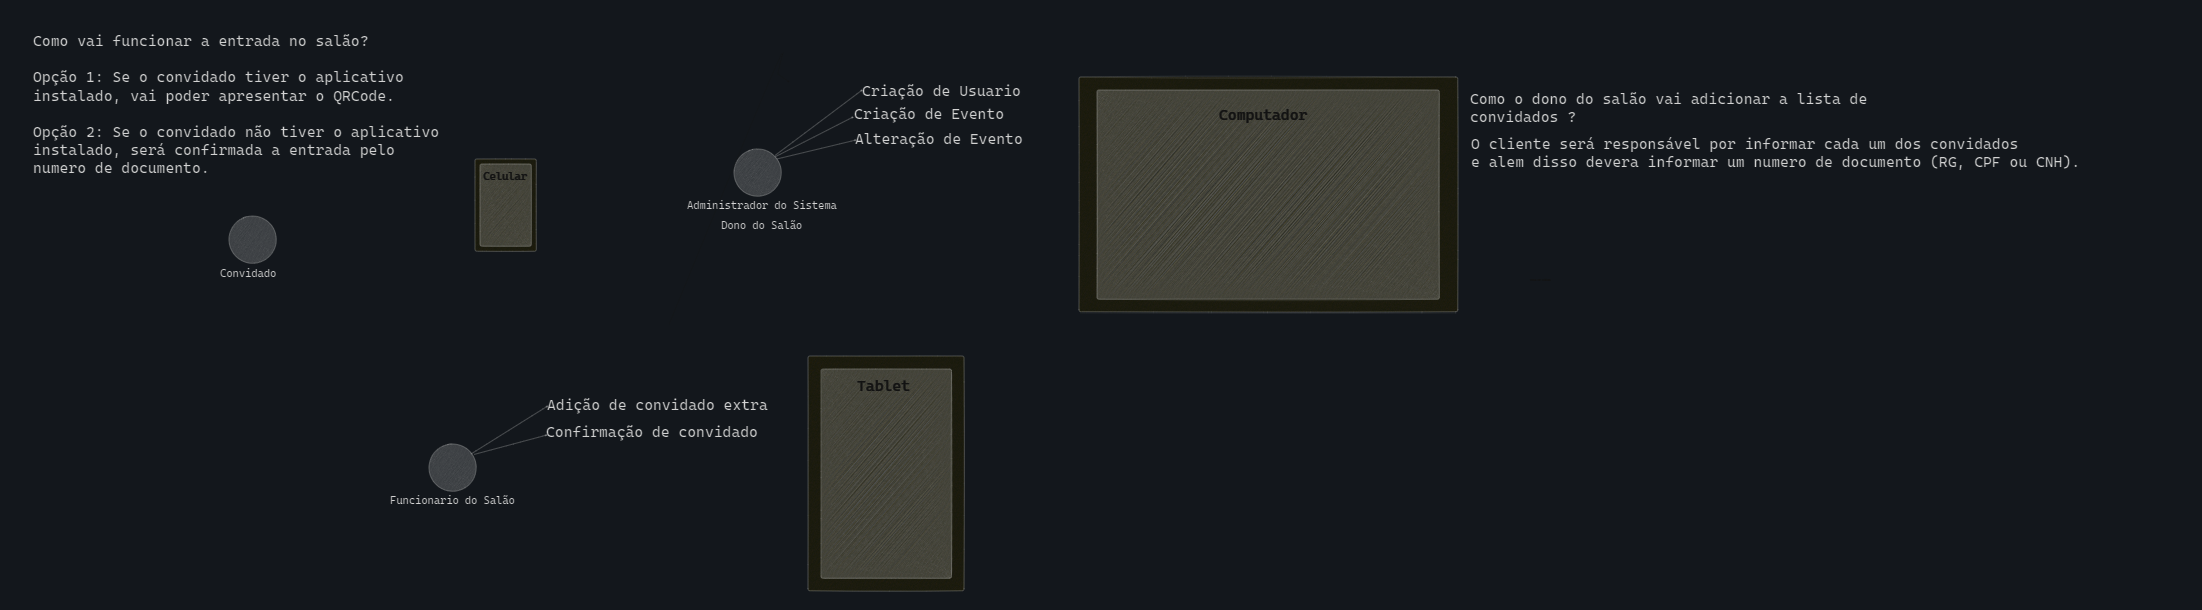 Como vai funcionar a entrada no salão?
Opção 1: Se o convidado tiver o aplicativo
instalado, vai poder apresentar o QRCode.
Opção 2: Se o convidado não tiver o aplicativo
instalado, será confirmada a entrada pelo
numero de documento.
Celular
Convidado
Criação de Usuario
Criação de Evento
Alteração de Evento
Administrador do Sistema
Dono do Salão
Computador
Como o dono do salão vai adicionar a lista de
convidados ?
O cliente será responsável por informar cada um dos convidados
e alem disso devera informar um numero de documento (RG, CPF ou CNH).
Adição de convidado extra
Confirmação de convidado
Funcionario do Salão
Tablet